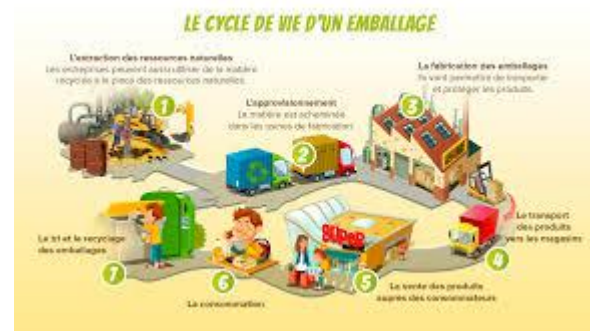 LE CYCLE DE VIE D'UN EMBALLAGE
L'extraction des ressources naturelles
Les entreprises peuvent aussi utiliser de la matière
recyclée à la place des ressources naturelles.
1
L'approvisionnement
La matière est acheminée
dans les usines de fabrication
2
La fabrication des emballages
Ils vont permettre de transporter
et protéger les produits.
3
Le transport
des produits
vers les magasins
4
SUPER
5
La vente des produits
auprès des consommateurs
6
La consommation
Le tri et le recyclage
des emballages
7